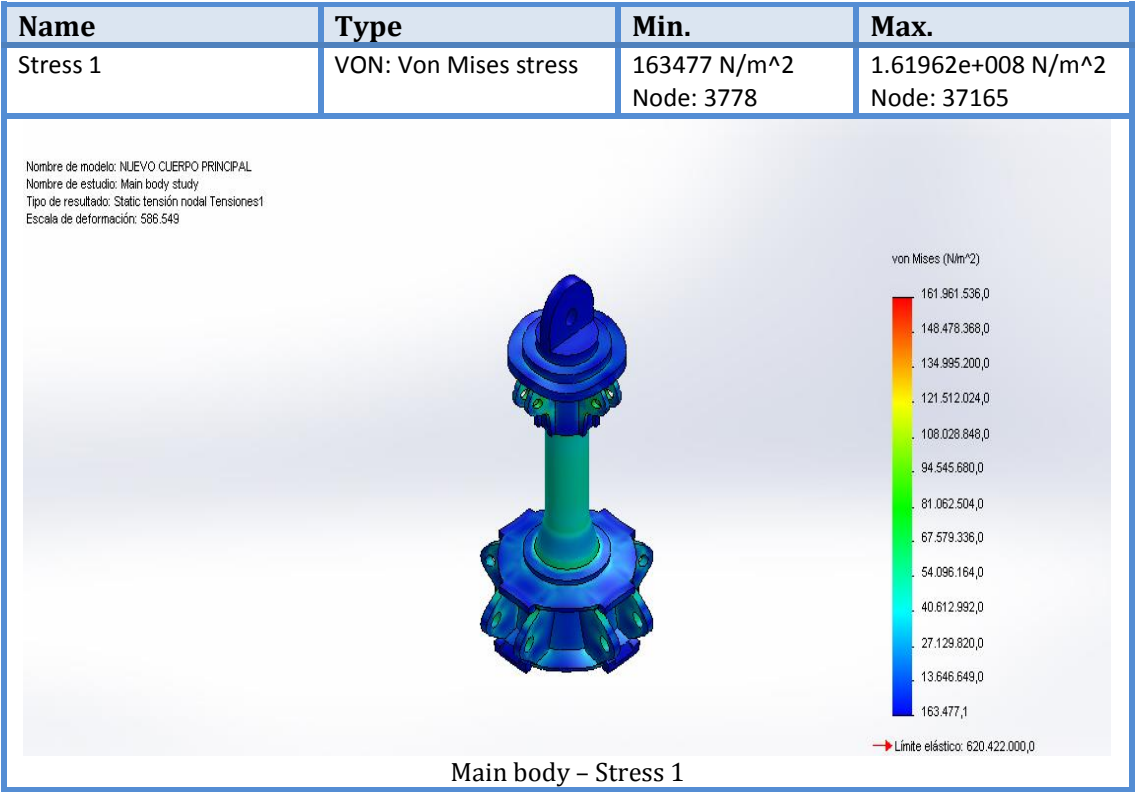 Name Type Min. Max.
Stress 1 VON: Von Mises stress 163477 N/m^2 1.61962e+008 N/m^2
Node: 3778 Node: 37165
Nombre de modelo: NUEVO CUERPO PRINCIPAL
Nombre de estudio: Main body study
Tipo de resultado: Static tensión nodal Tensiones1
Escala de deformación: 586.549
von Mises (N/m^2)
161.961.536,0
148.478.368,0
134.995.200,0
121.512.024,0
108.028.848,0
94.545.680,0
81.062.504,0
67.579.336,0
54.096.164,0
40.612.992,0
27.129.820,0
13.646.649,0
163.477,1
Límite elástico: 620.422.000,0
Main body – Stress 1